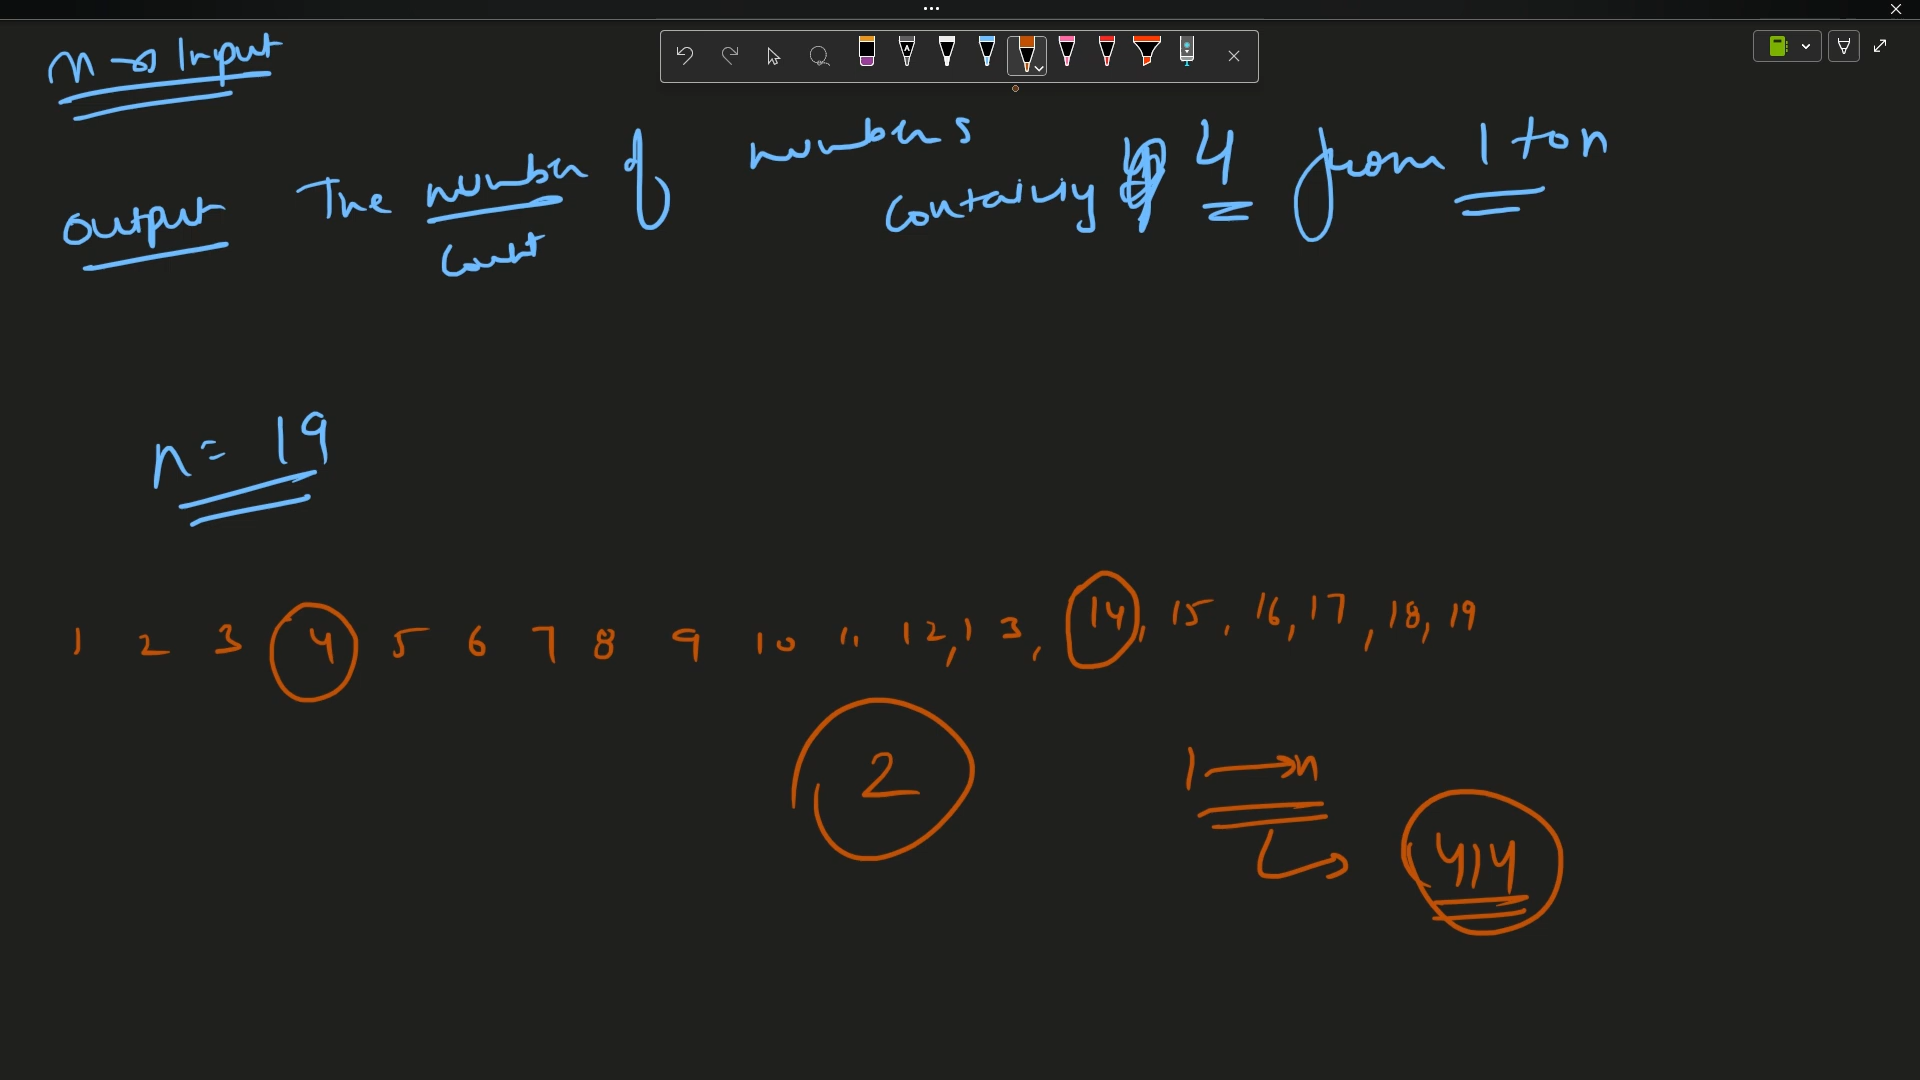 n → Input
Output The number of numbers containing 4 from 1 to n
Count
n = 19
1 2 3 4 5 6 7 8 9 10 11 12, 13, 14, 15, 16, 17, 18, 19
2
1 → n
414